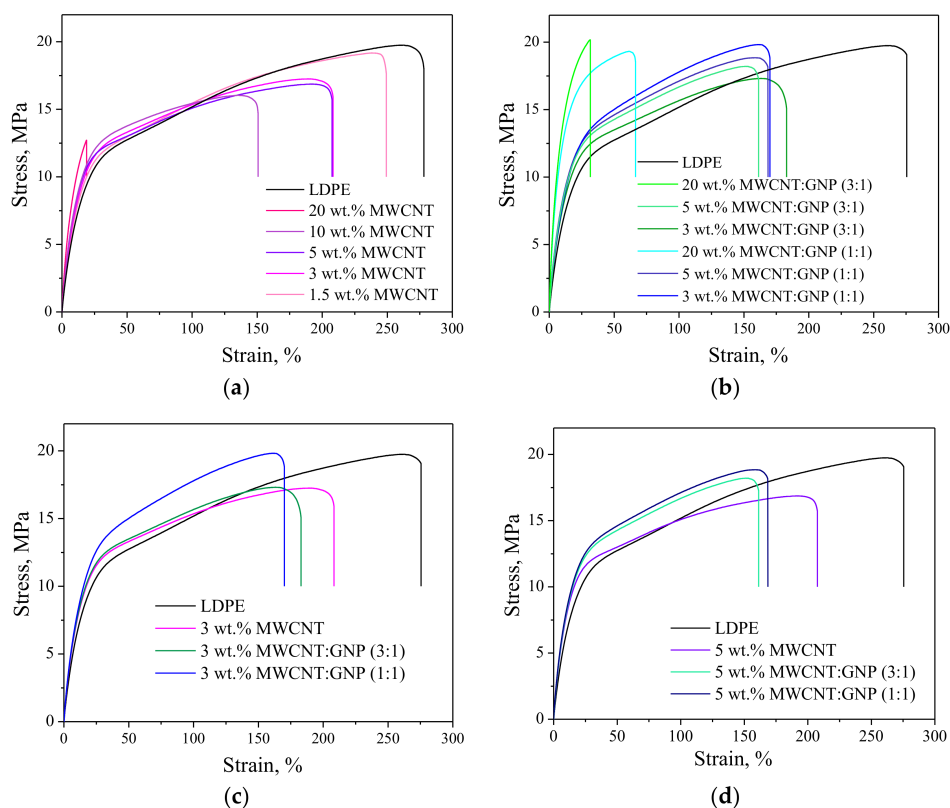 20
15
10
5
0
Stress, MPa
LDPE
20 wt.% MWCNT
10 wt.% MWCNT
5 wt.% MWCNT
3 wt.% MWCNT
1.5 wt.% MWCNT
0 50 100 150 200 250 300
Strain, %
(a)
20
15
10
5
0
Stress, MPa
LDPE
20 wt.% MWCNT:GNP (3:1)
5 wt.% MWCNT:GNP (3:1)
3 wt.% MWCNT:GNP (3:1)
20 wt.% MWCNT:GNP (1:1)
5 wt.% MWCNT:GNP (1:1)
3 wt.% MWCNT:GNP (1:1)
0 50 100 150 200 250 300
Strain, %
(b)
20
15
10
5
0
Stress, MPa
LDPE
3 wt.% MWCNT
3 wt.% MWCNT:GNP (3:1)
3 wt.% MWCNT:GNP (1:1)
0 50 100 150 200 250 300
Strain, %
(c)
20
15
10
5
0
Stress, MPa
LDPE
5 wt.% MWCNT
5 wt.% MWCNT:GNP (3:1)
5 wt.% MWCNT:GNP (1:1)
0 50 100 150 200 250 300
Strain, %
(d)